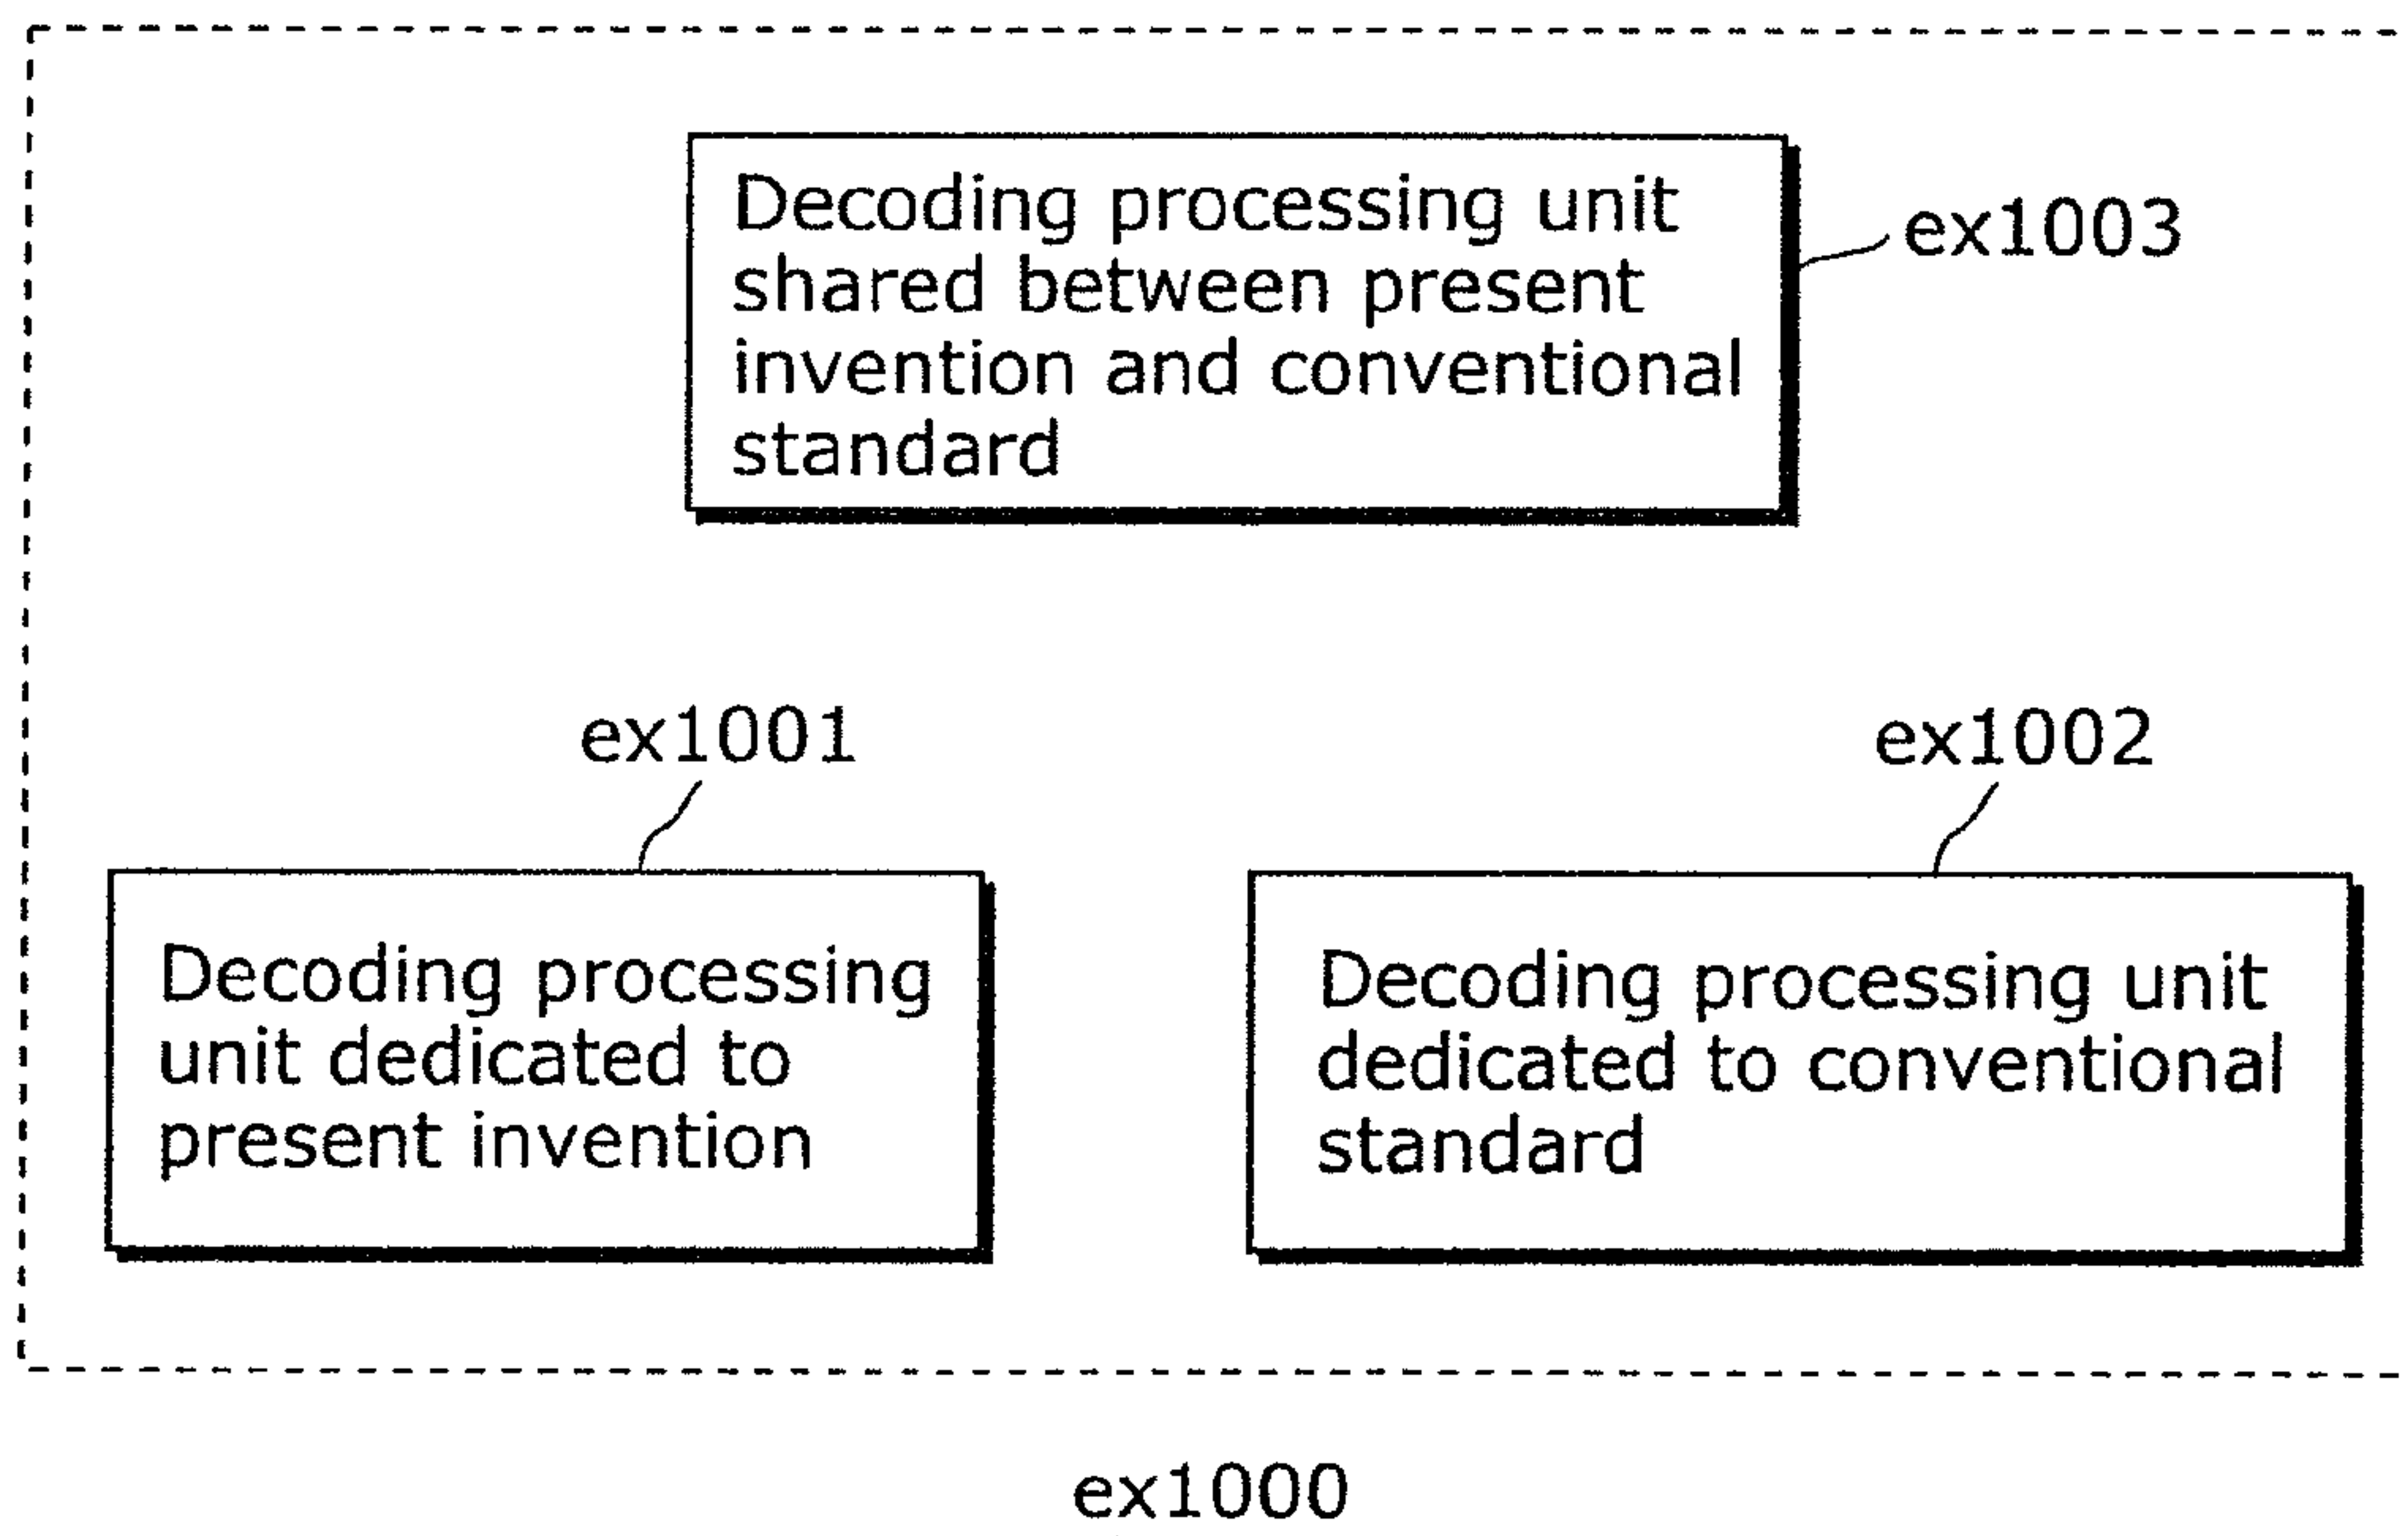 Decoding processing unit
shared between present
invention and conventional
standard
ex1003
ex1001
ex1002
Decoding processing
unit dedicated to
present invention
Decoding processing unit
dedicated to conventional
standard
ex1000